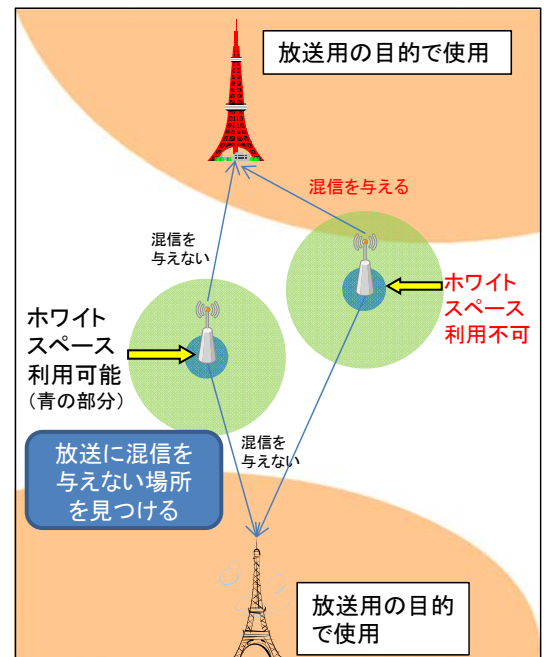 放送用の目的で使用
混信を与える
混信を
与えない
ホワイト
スペース
利用不可
ホワイト
スペース
利用可能
（青の部分）
混信を
与えない
放送に混信を
与えない場所
を見つける
放送用の目的
で使用